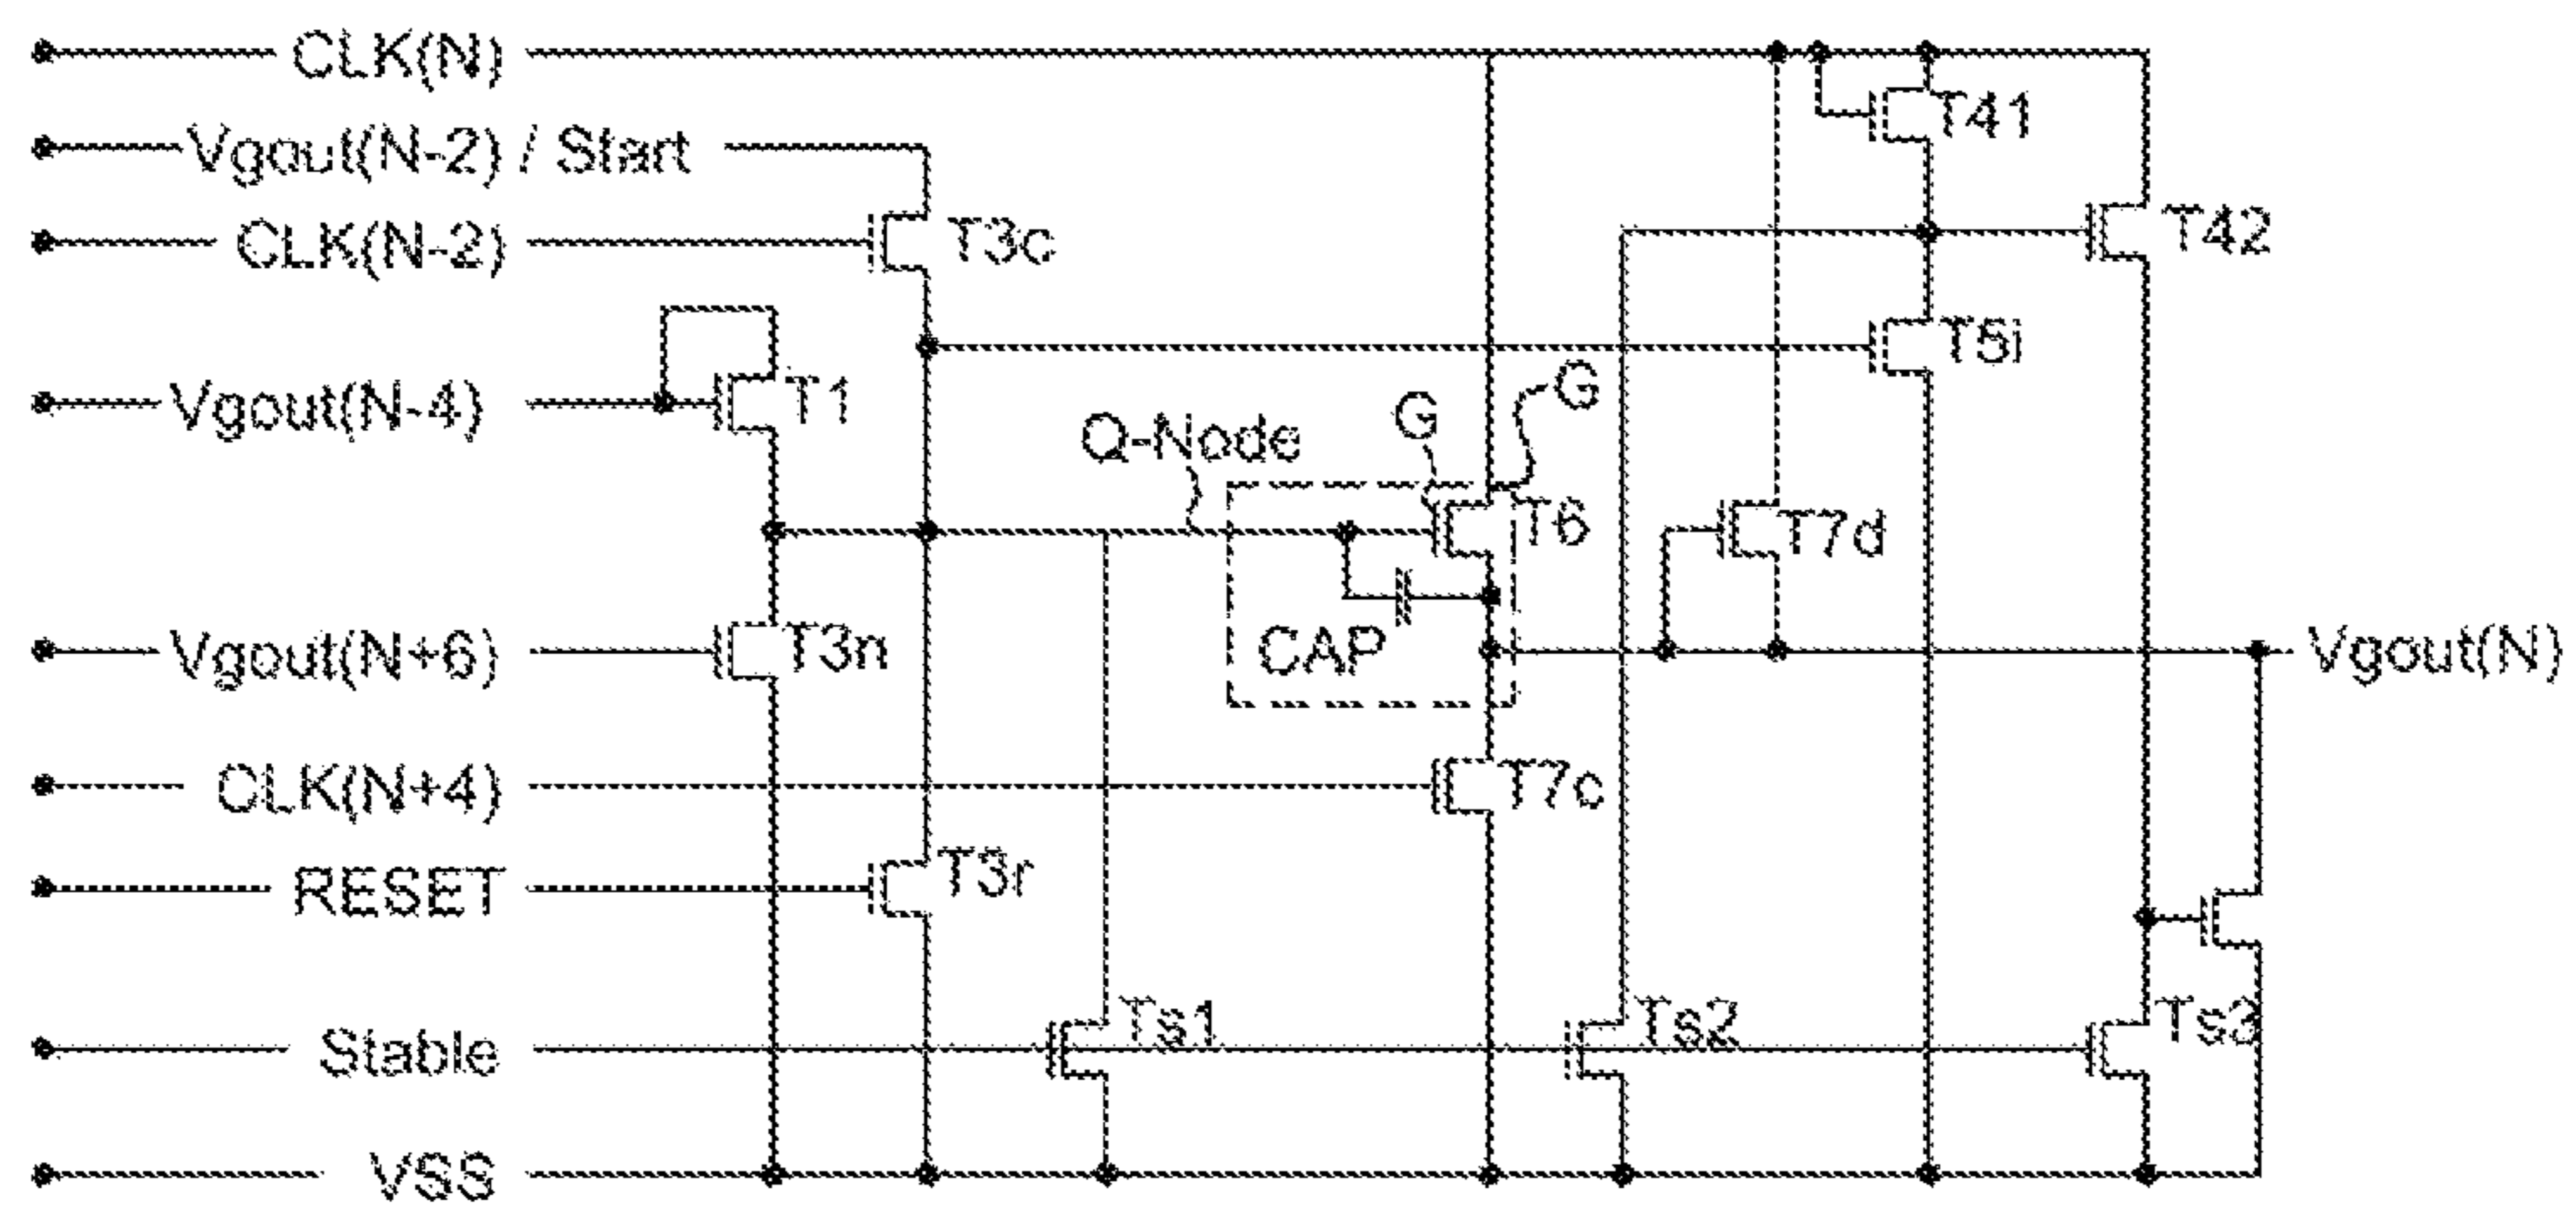 CLK(N)
T41
Vgout(N-2) / Start
T3c
T42
CLK(N-2)
T5i
T1
G
G
Vgout(N-4)
Q-Node
T6
T7d
Vgout(N+6)
T3n
CAP
Vgout(N)
CLK(N+4)
T7c
RESET
T3r
Stable
Ts1
Ts2
Ts3
VSS